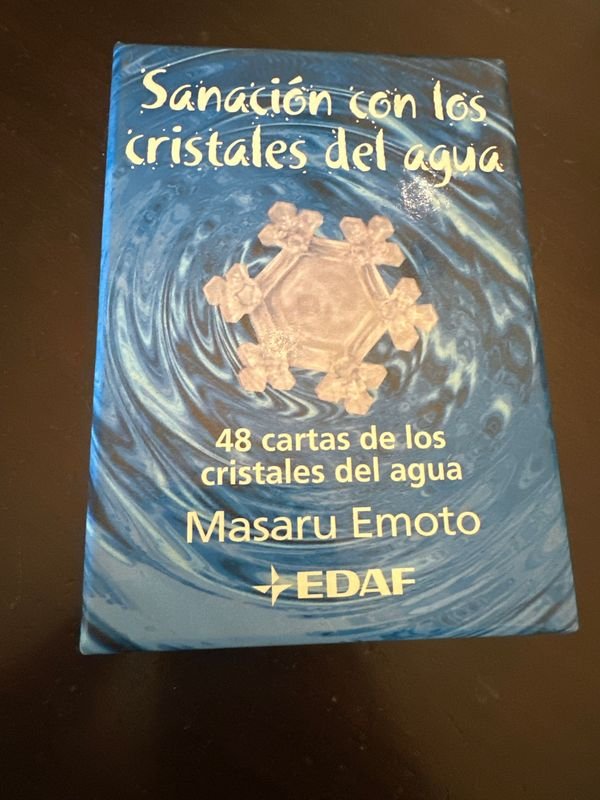 Sanación con los
cristales del agua
48 cartas de los
cristales del agua
Masaru Emoto
EDAF